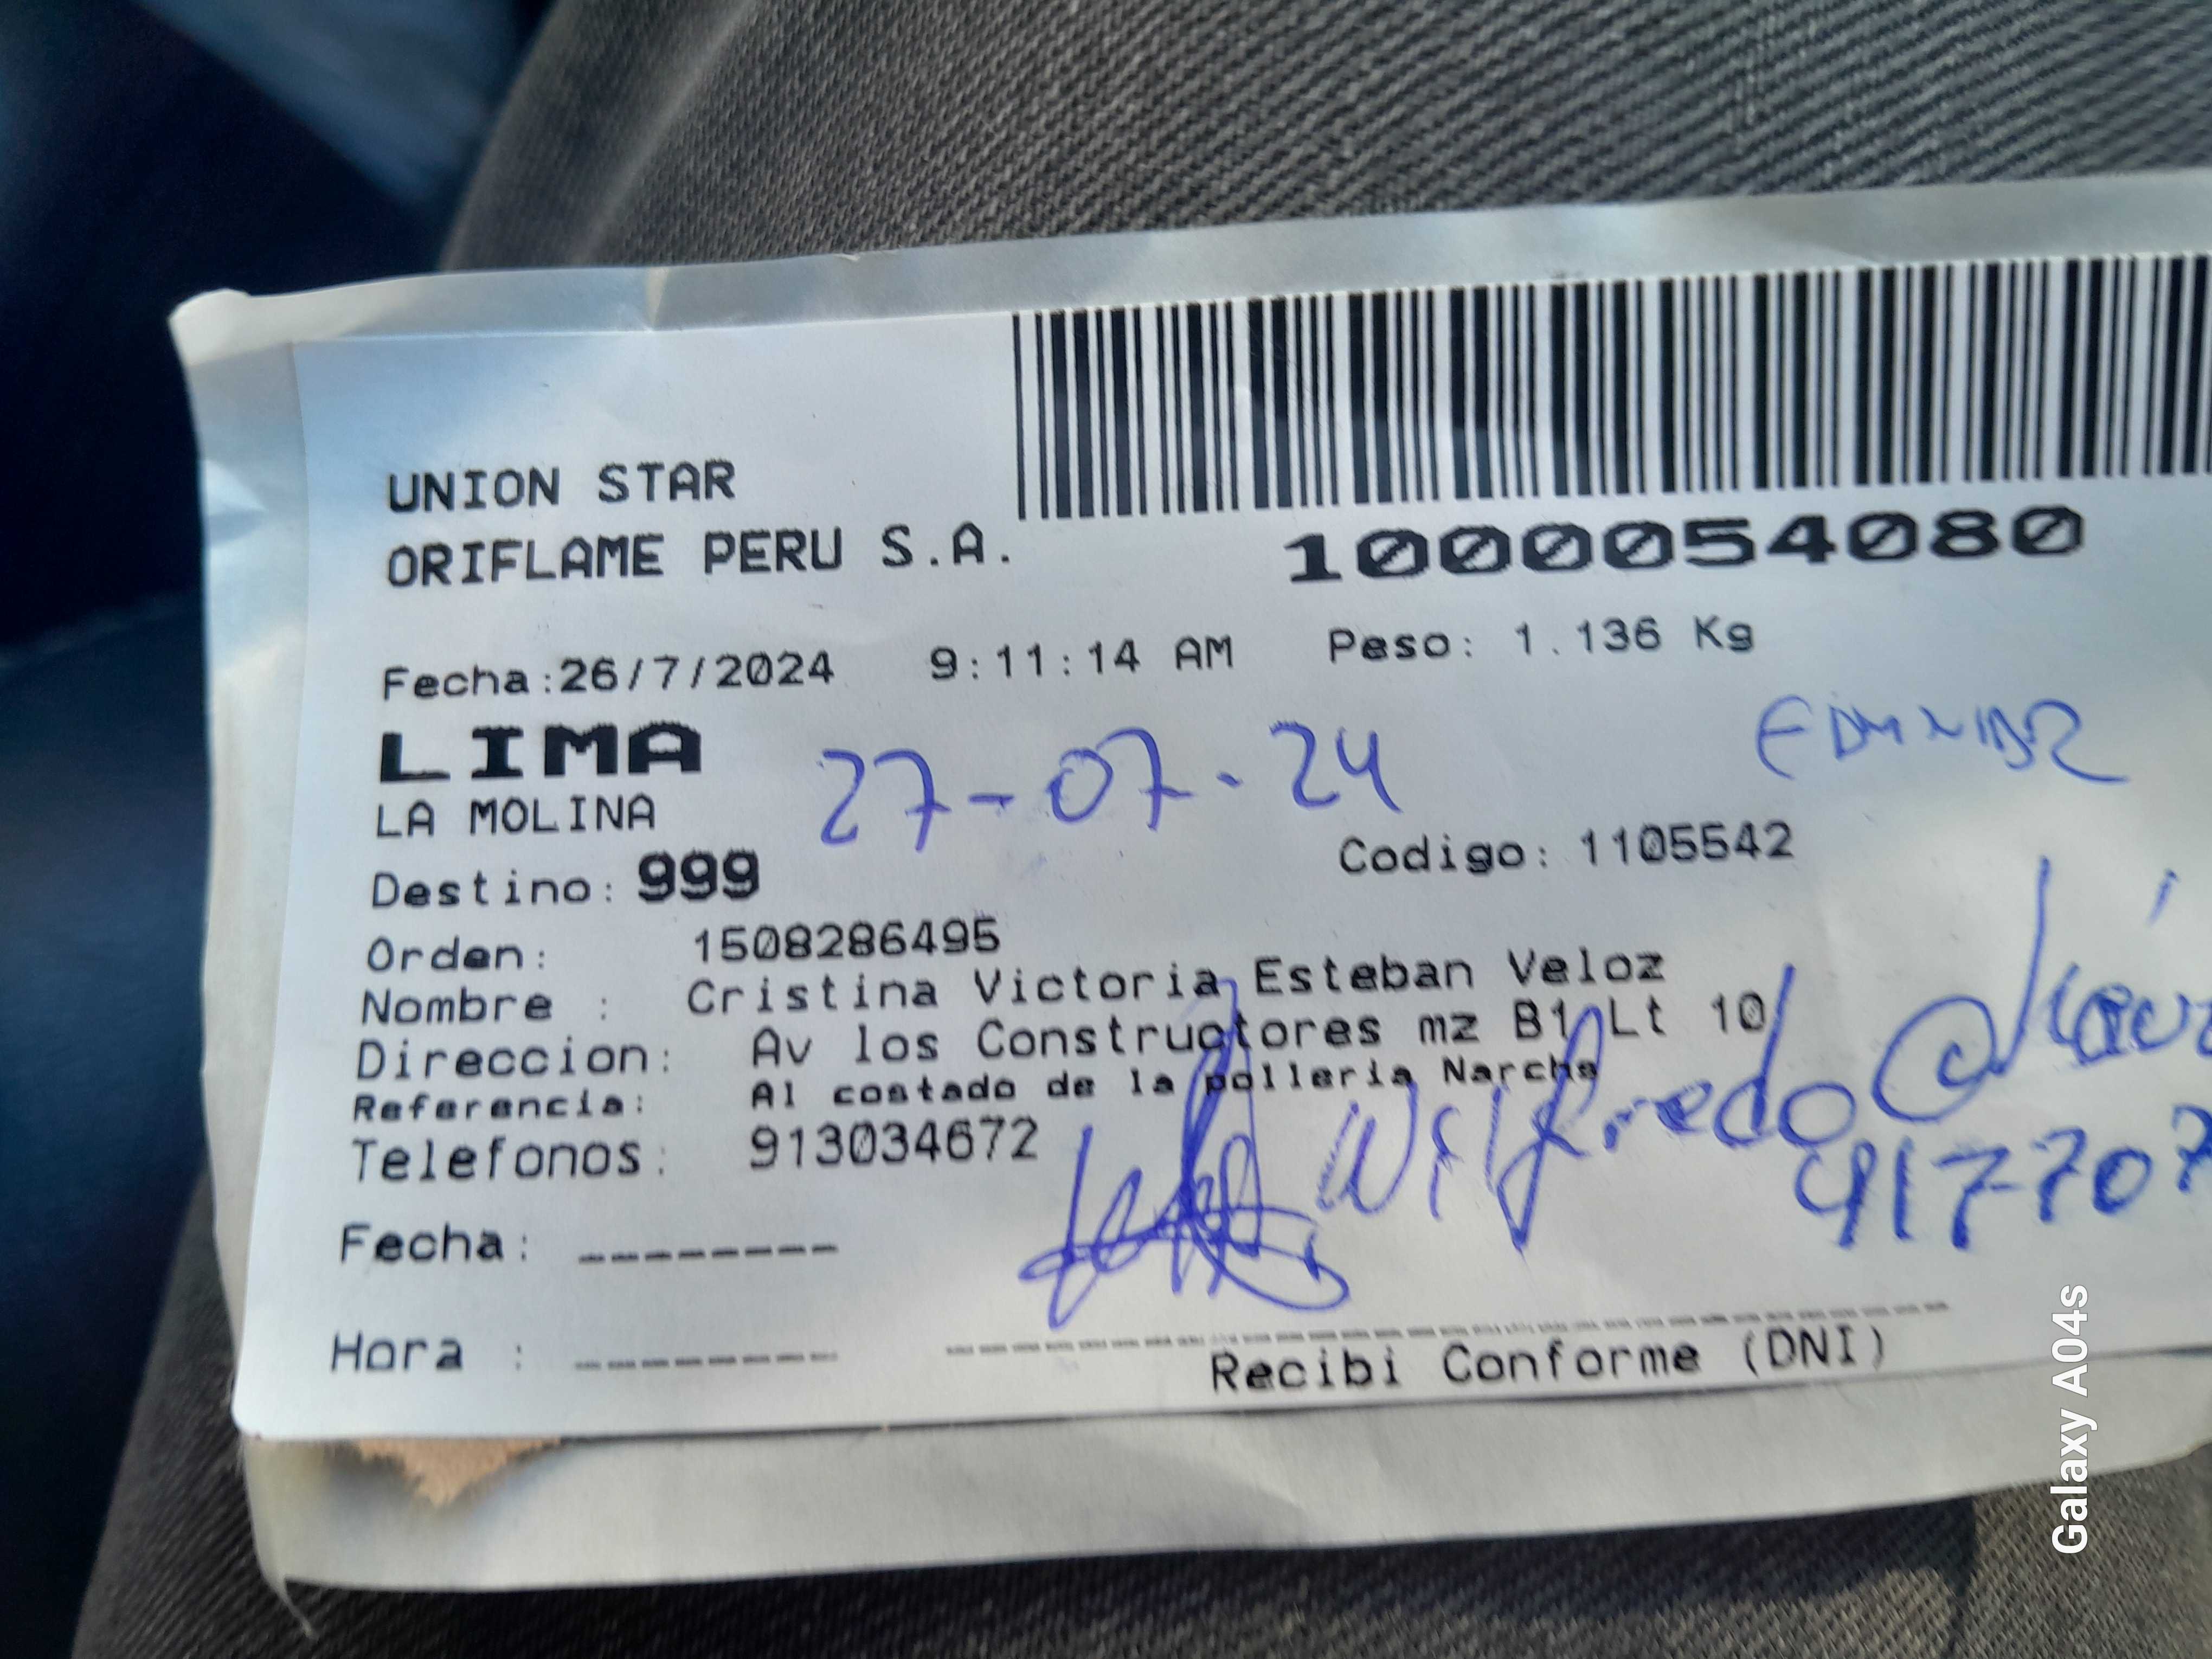 UNION STAR
ORIFLAME PERU S.A.
1000054080
Fecha:26/7/2024 9:11:14 AM Peso: 1.136 Kg
LIMA
27-07-24
LA MOLINA
Destino: 999 Codigo: 1105542
Orden: 1508286495
Nombre : Cristina Victoria Esteban Veloz
Direccion: Av los Constructores mz B1 Lt 10
Referencia: Al costado de la polleria Narcha
Telefonos: 913034672
Wilfredo
917707
Fecha: --------
Hora : ---------
Recibi Conforme (DNI)
Galaxy A04s